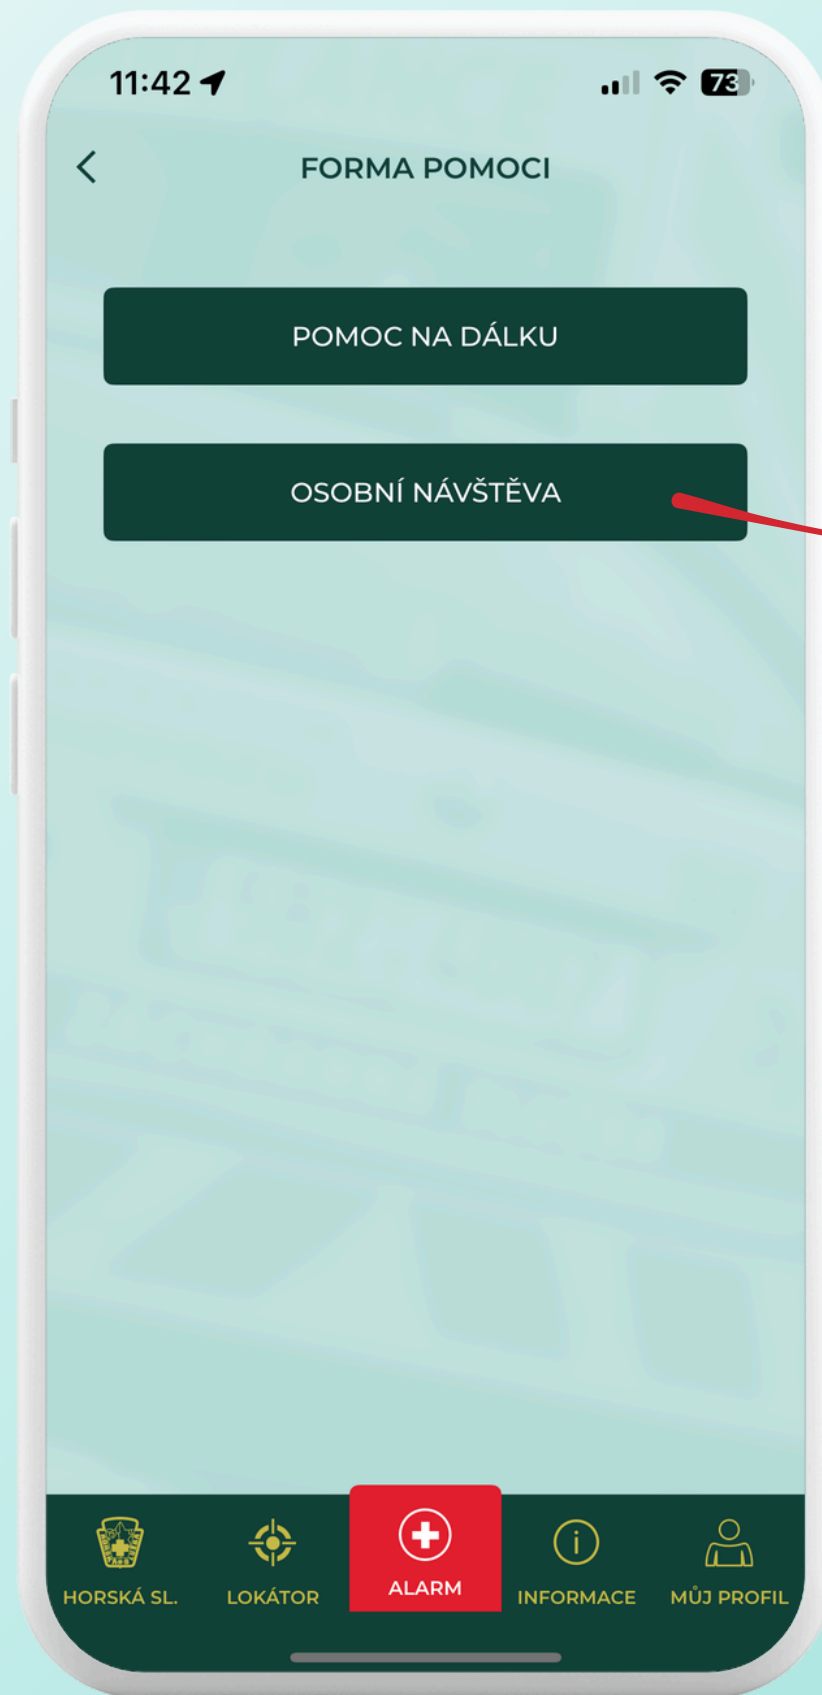 11:42
73
FORMA POMOCI
POMOC NA DÁLKU
OSOBNÍ NÁVŠTĚVA
HORSKÁ SL.
LOKÁTOR
ALARM
INFORMACE
MŮJ PROFIL